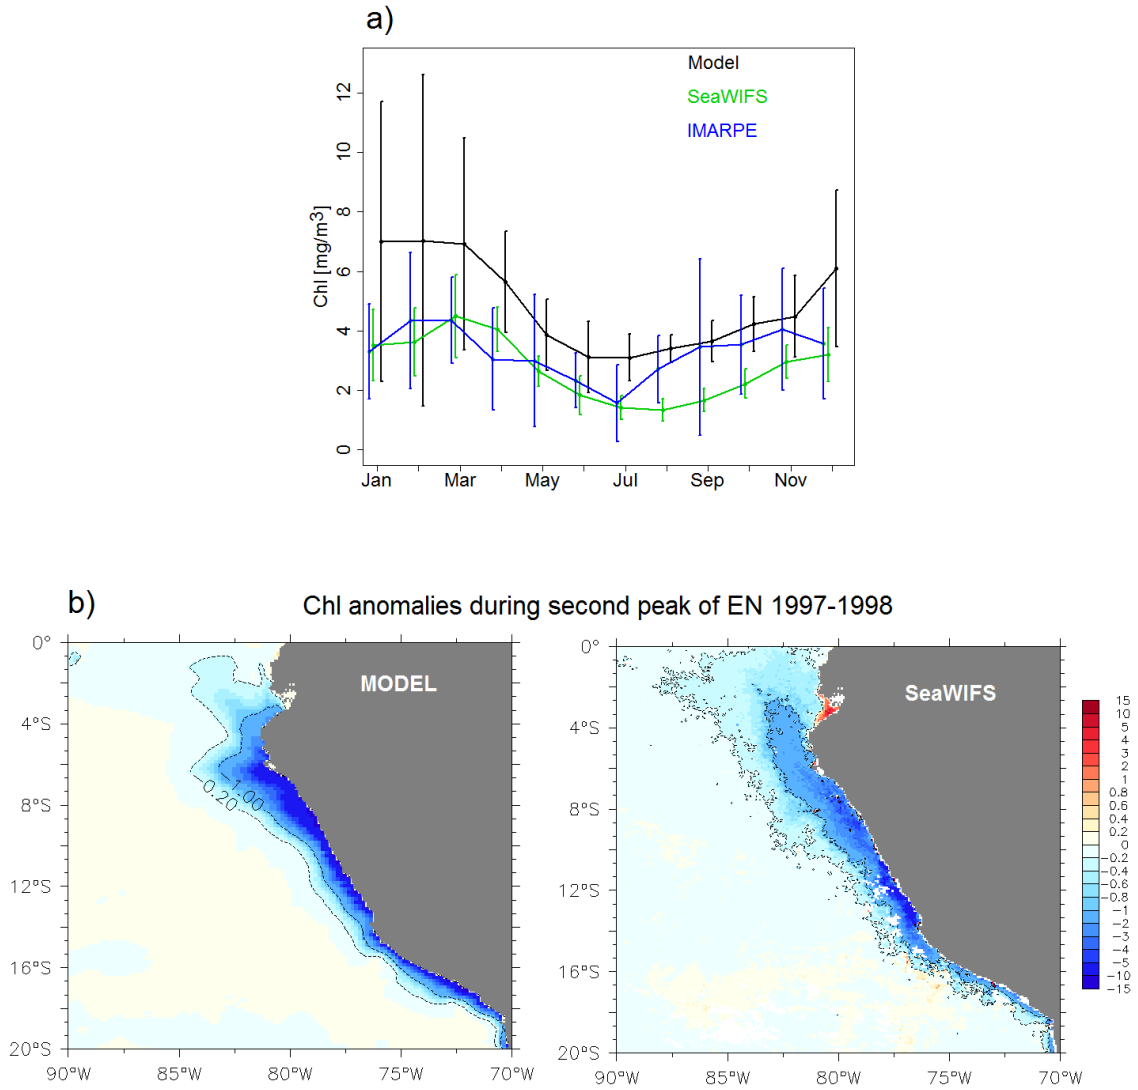 a)
Model
SeaWIFS
IMARPE
Chl [mg/m³]
12
10
8
6
4
2
0
Jan Mar May Jul Sep Nov
b)
Chl anomalies during second peak of EN 1997-1998
MODEL
0°
4°S
8°S
12°S
16°S
20°S
90°W 85°W 80°W 75°W 70°W
-1.00
-0.20
SeaWIFS
0°
4°S
8°S
12°S
16°S
20°S
90°W 85°W 80°W 75°W 70°W
15
10
5
4
3
2
1
0.8
0.6
0.4
0.2
0
-0.2
-0.4
-0.6
-0.8
-1
-2
-3
-4
-5
-10
-15